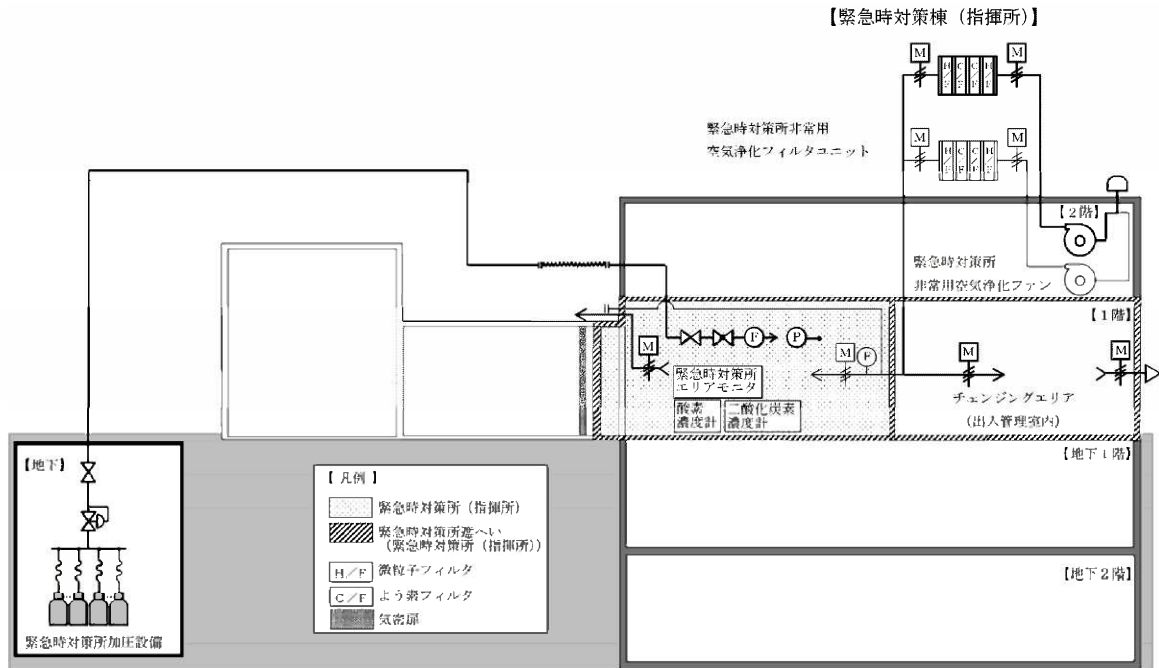 【緊急時対策棟（指揮所）】
M
M
H/F
C/F
C/F
H/F
緊急時対策所非常用
空気浄化フィルタユニット
M
M
H/F
C/F
C/F
H/F
【2階】
緊急時対策所
非常用空気浄化ファン
【1階】
M
F
P
M
F
M
M
緊急時対策所
エリアモニタ
酸素
濃度計
二酸化炭素
濃度計
チェンジングエリア
（出入管理室内）
【地下】
【地下1階】
【凡例】
緊急時対策所（指揮所）
緊急時対策所遮へい
（緊急時対策所（指揮所））
H/F
微粒子フィルタ
C/F
よう素フィルタ
気密扉
【地下2階】
緊急時対策所加圧設備